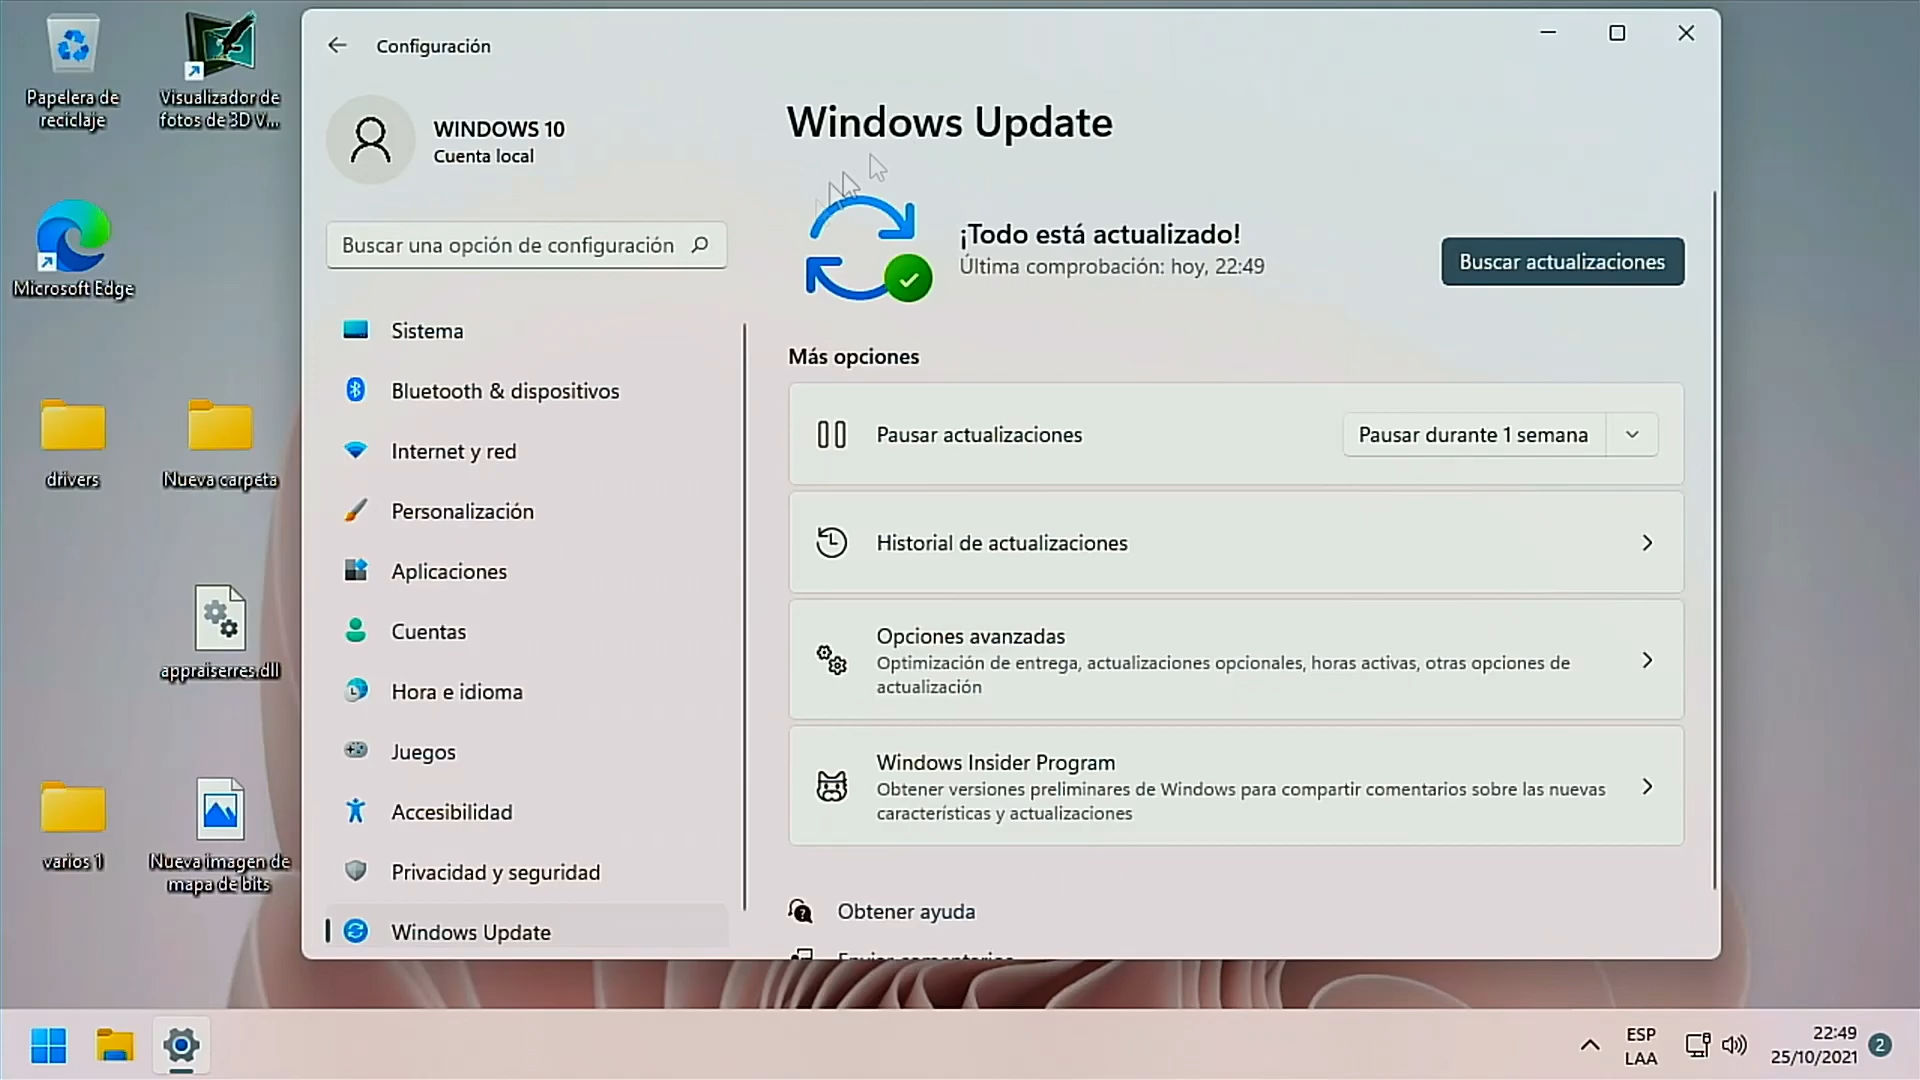 Papelera de
reciclaje
Visualizador de
fotos de 3D V...
Microsoft Edge
drivers
Nueva carpeta
appraiserres.dll
varios 1
Nueva imagen de
mapa de bits
Configuración
WINDOWS 10
Cuenta local
Buscar una opción de configuración
Sistema
Bluetooth & dispositivos
Internet y red
Personalización
Aplicaciones
Cuentas
Hora e idioma
Juegos
Accesibilidad
Privacidad y seguridad
Windows Update
Windows Update
¡Todo está actualizado!
Última comprobación: hoy, 22:49
Buscar actualizaciones
Más opciones
Pausar actualizaciones
Pausar durante 1 semana
Historial de actualizaciones
Opciones avanzadas
Optimización de entrega, actualizaciones opcionales, horas activas, otras opciones de
actualización
Windows Insider Program
Obtener versiones preliminares de Windows para compartir comentarios sobre las nuevas
características y actualizaciones
Obtener ayuda
Enviar comentarios
ESP
LAA
22:49
25/10/2021
2